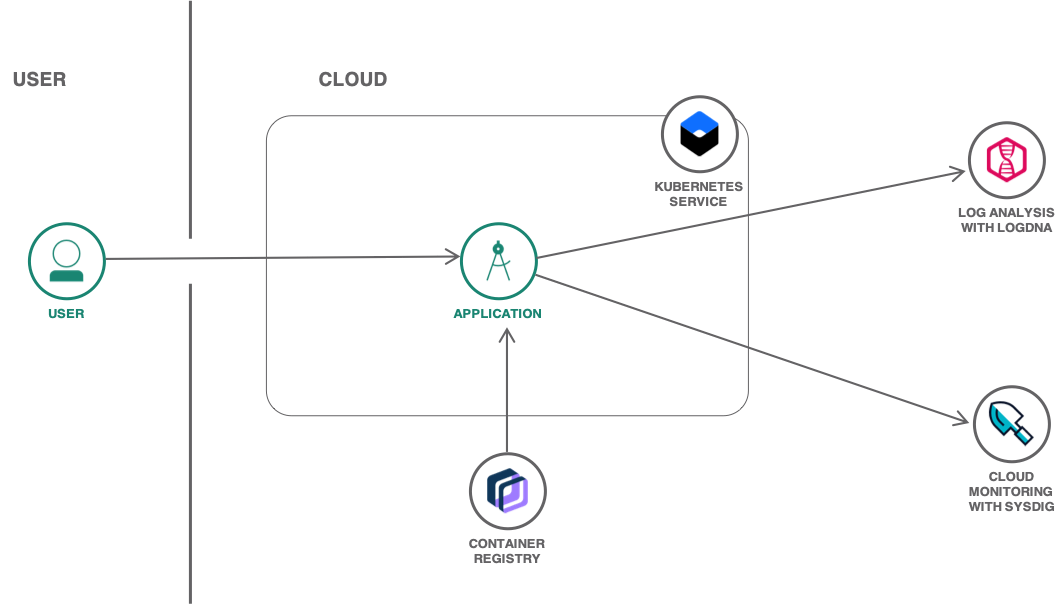 USER
CLOUD
KUBERNETES
SERVICE
LOG ANALYSIS
WITH LOGDNA
USER
APPLICATION
CONTAINER
REGISTRY
CLOUD
MONITORING
WITH SYSDIG